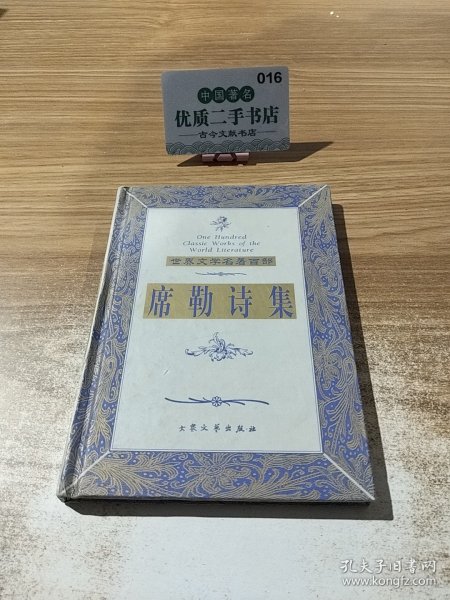 016
中国著名
优质二手书店
古今文献书店
One Hundred
Classic Works of the
World Literature
世界文学名著百部
席勒诗集
大众文艺出版社
孔夫子旧书网
www.kongfz.com